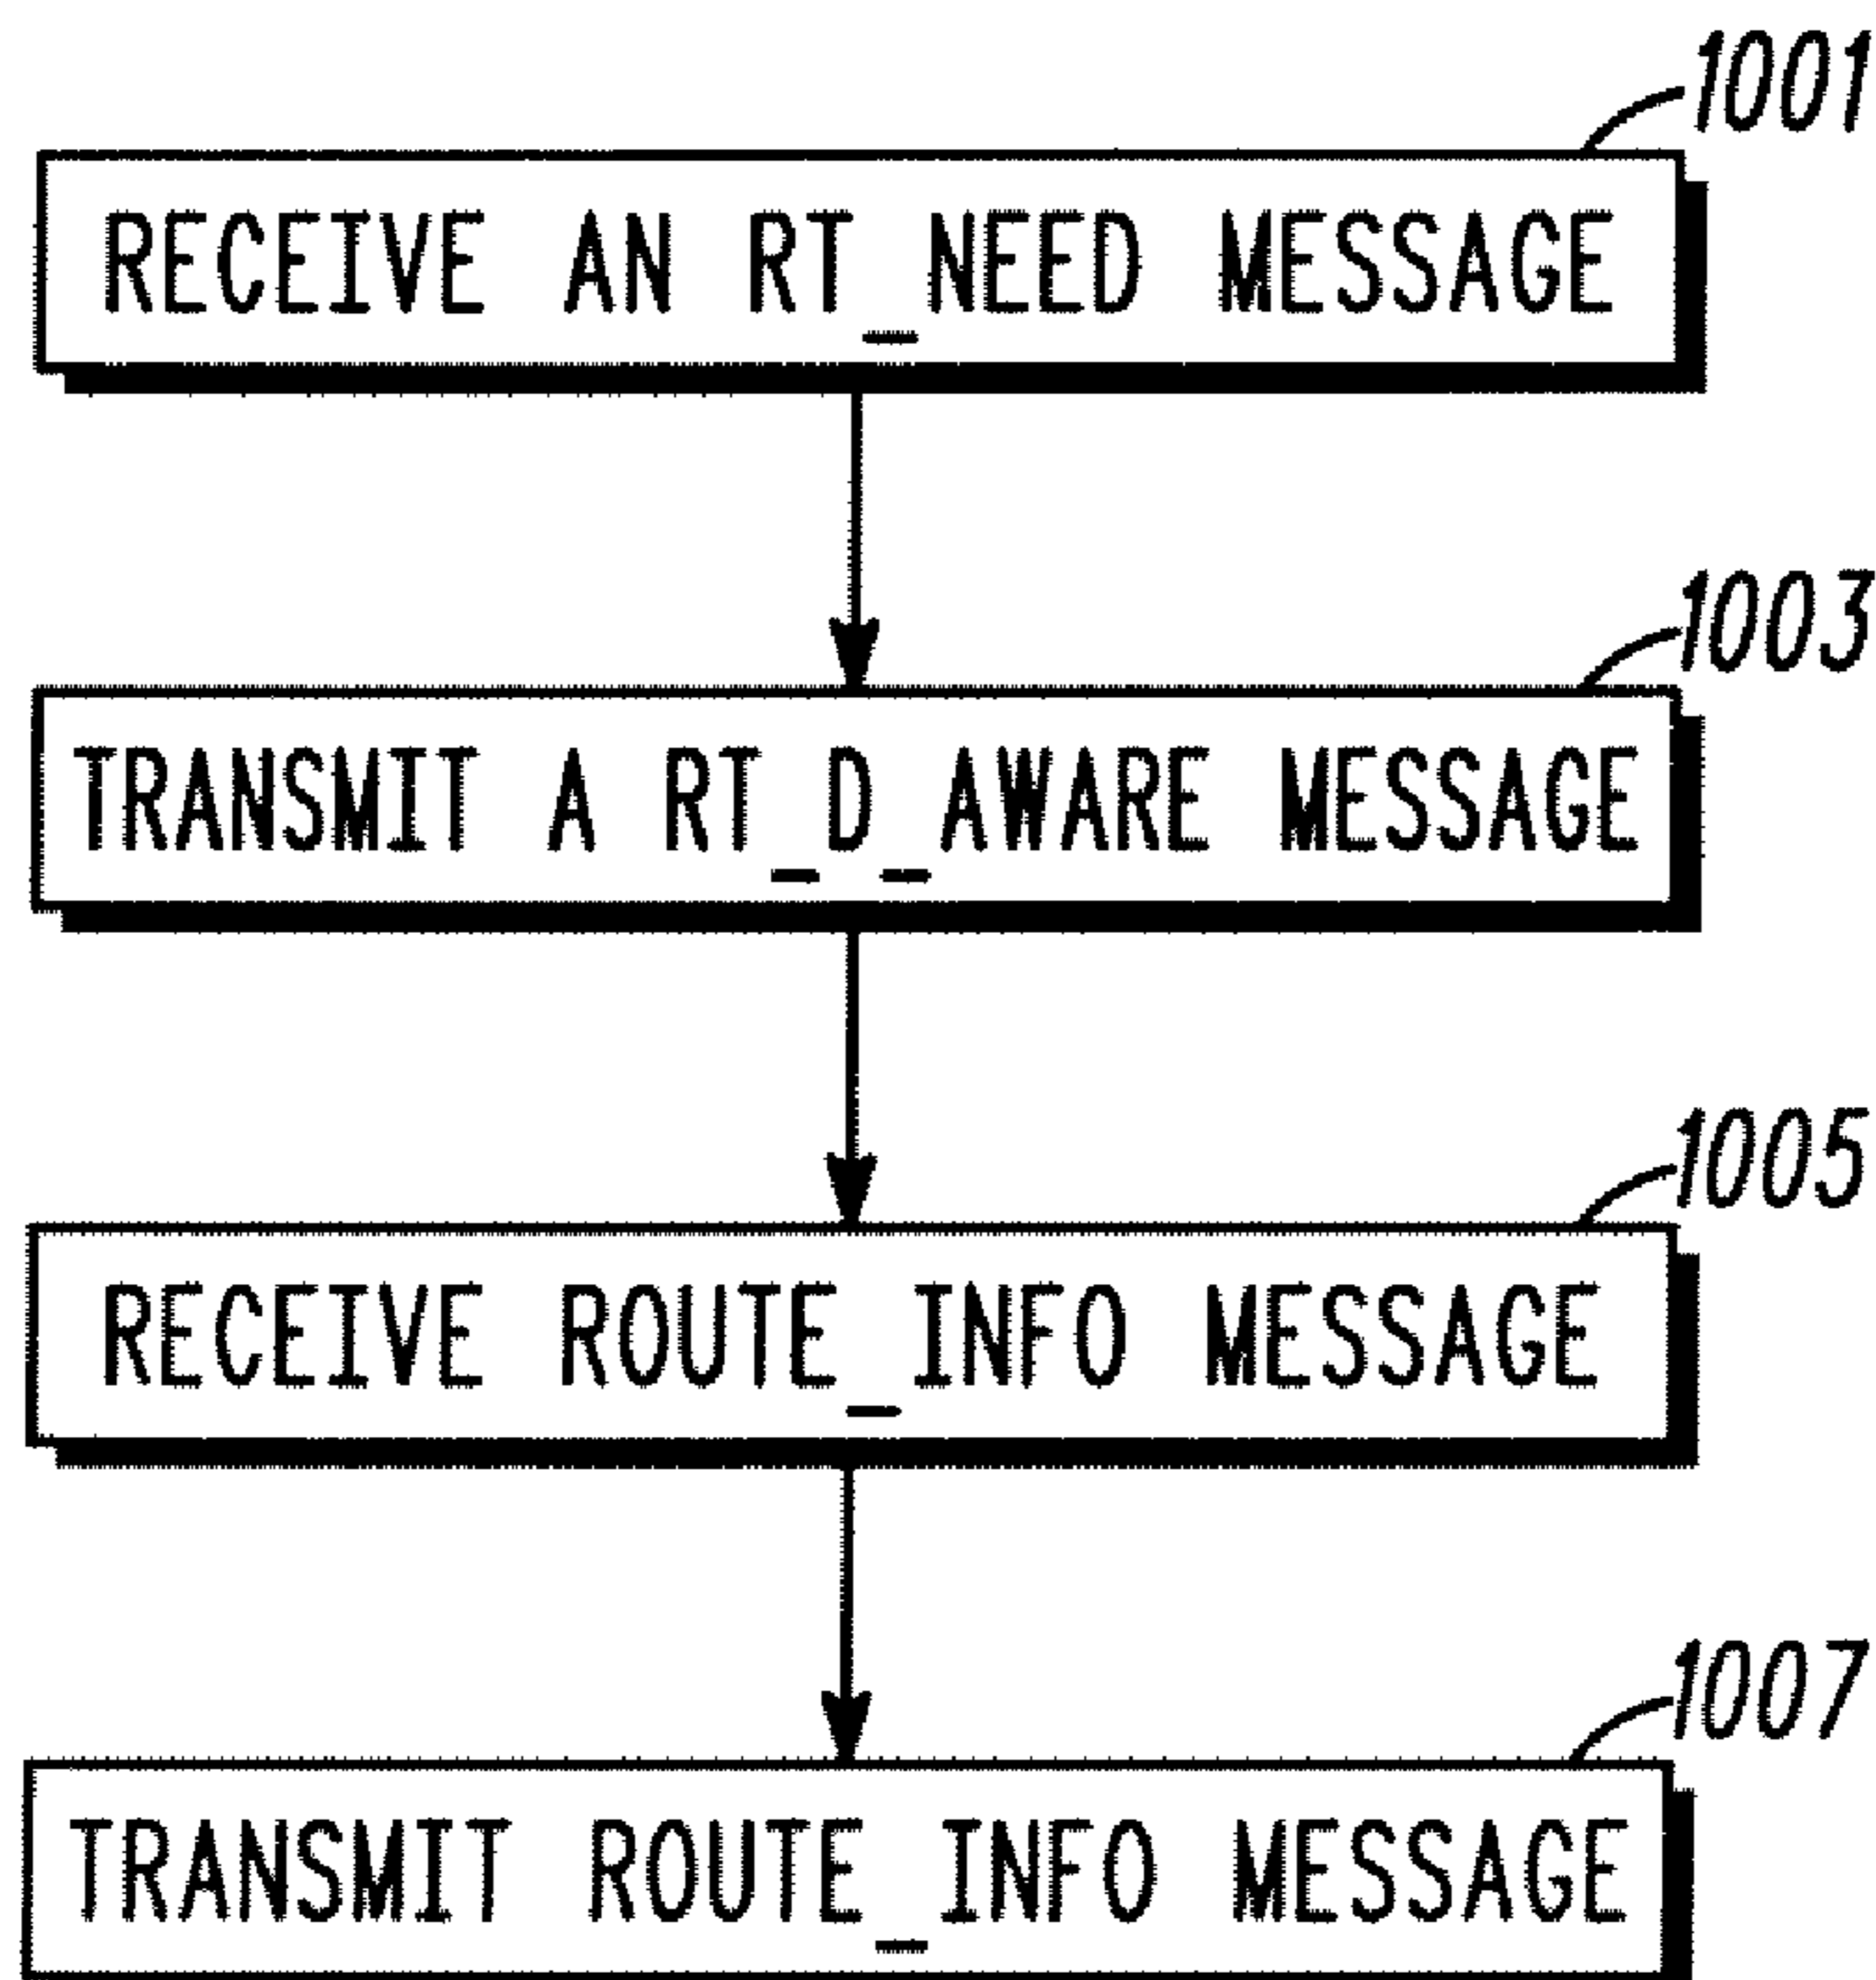 1001
RECEIVE AN RT_NEED MESSAGE
1003
TRANSMIT A RT_D_AWARE MESSAGE
1005
RECEIVE ROUTE_INFO MESSAGE
1007
TRANSMIT ROUTE_INFO MESSAGE